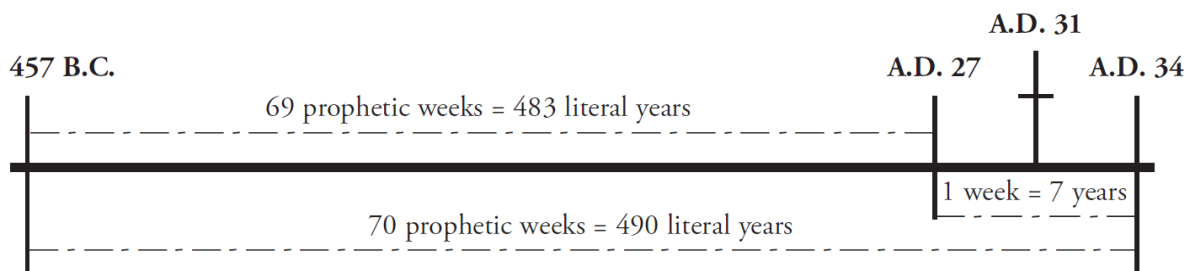 A.D. 31
457 B.C.
A.D. 27
A.D. 34
69 prophetic weeks = 483 literal years
1 week = 7 years
70 prophetic weeks = 490 literal years